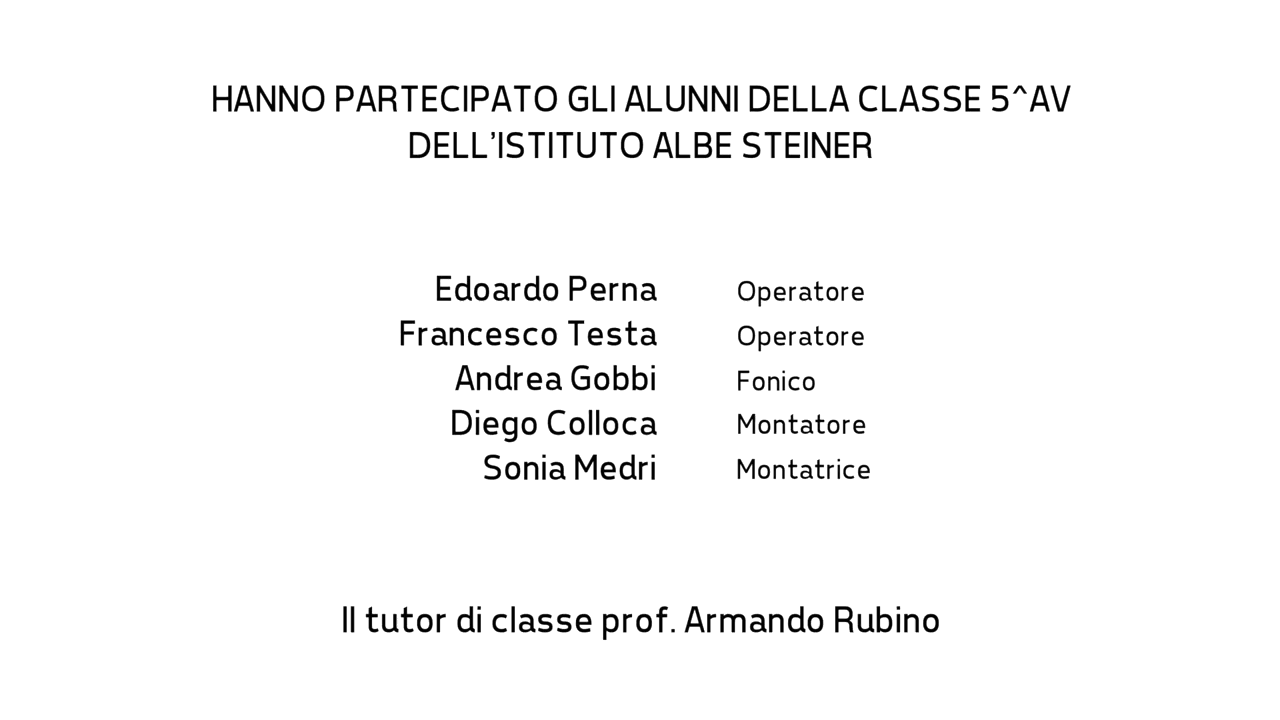 HANNO PARTECIPATO GLI ALUNNI DELLA CLASSE 5^AV
DELL'ISTITUTO ALBE STEINER
Edoardo Perna Operatore
Francesco Testa Operatore
Andrea Gobbi Fonico
Diego Colloca Montatore
Sonia Medri Montatrice
Il tutor di classe prof. Armando Rubino